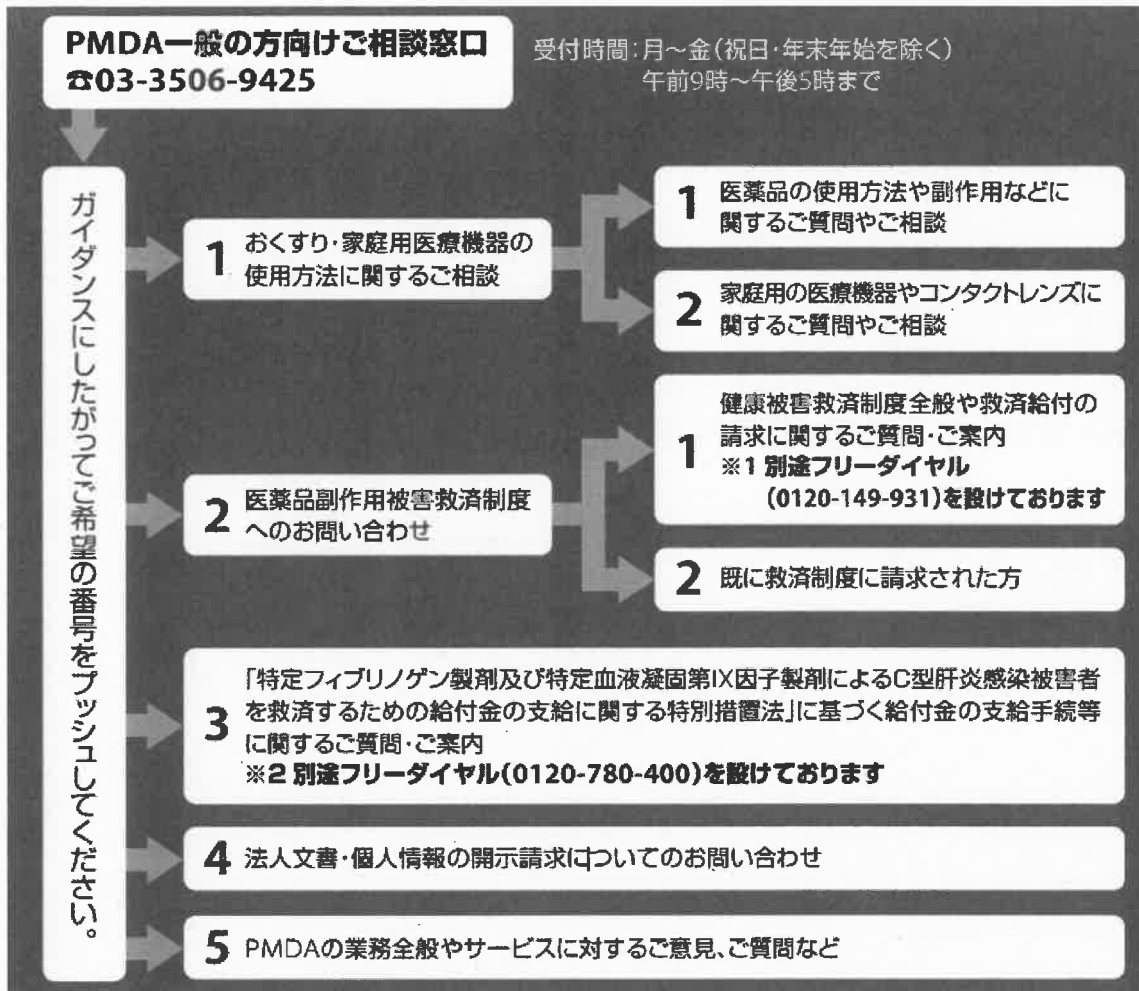 PMDA一般の方向けご相談窓口
☎03-3506-9425
受付時間:月〜金(祝日・年末年始を除く)
午前9時〜午後5時まで
ガイダンスにしたがってご希望の番号をプッシュしてください。
1 おくすり・家庭用医療機器の
使用方法に関するご相談
1 医薬品の使用方法や副作用などに
関するご質問やご相談
2 家庭用の医療機器やコンタクトレンズに
関するご質問やご相談
2 医薬品副作用被害救済制度
へのお問い合わせ
1 健康被害救済制度全般や救済給付の
請求に関するご質問・ご案内
※1 別途フリーダイヤル
(0120-149-931)を設けております
2 既に救済制度に請求された方
3 「特定フィブリノゲン製剤及び特定血液凝固第IX因子製剤によるC型肝炎感染被害者
を救済するための給付金の支給に関する特別措置法」に基づく給付金の支給手続等
に関するご質問・ご案内
※2 別途フリーダイヤル(0120-780-400)を設けております
4 法人文書・個人情報の開示請求についてのお問い合わせ
5 PMDAの業務全般やサービスに対するご意見、ご質問など